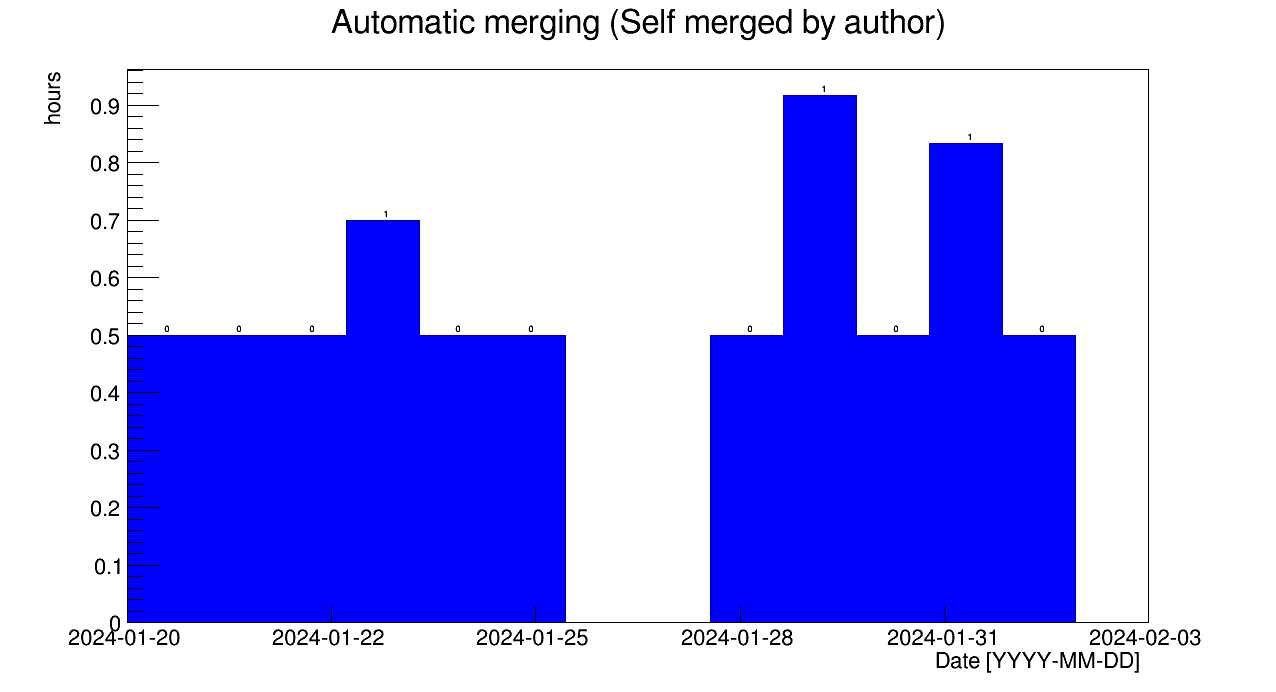 Automatic merging (Self merged by author)
hours
0.9
0.8
0.7
0.6
0.5
0.4
0.3
0.2
0.1
0
0 0 0 1 0 0 0 1 0 1 0
2024-01-20 2024-01-22 2024-01-25 2024-01-28 2024-01-31 2024-02-03
Date [YYYY-MM-DD]